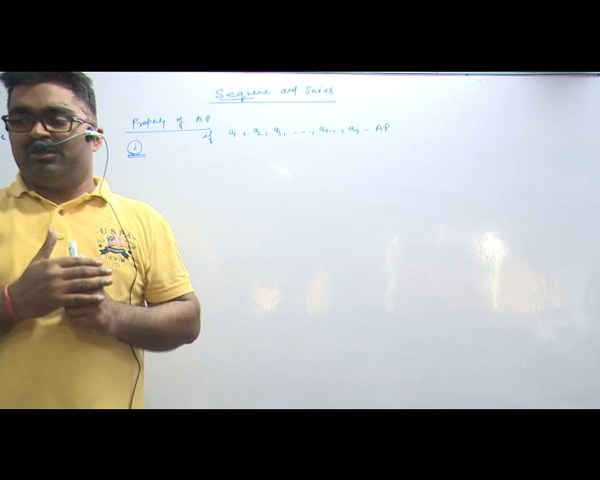 Sequence and Series
Property of AP
① if a₁, a₂, a₃, ----, aₙ₋₁, aₙ - AP
U S P